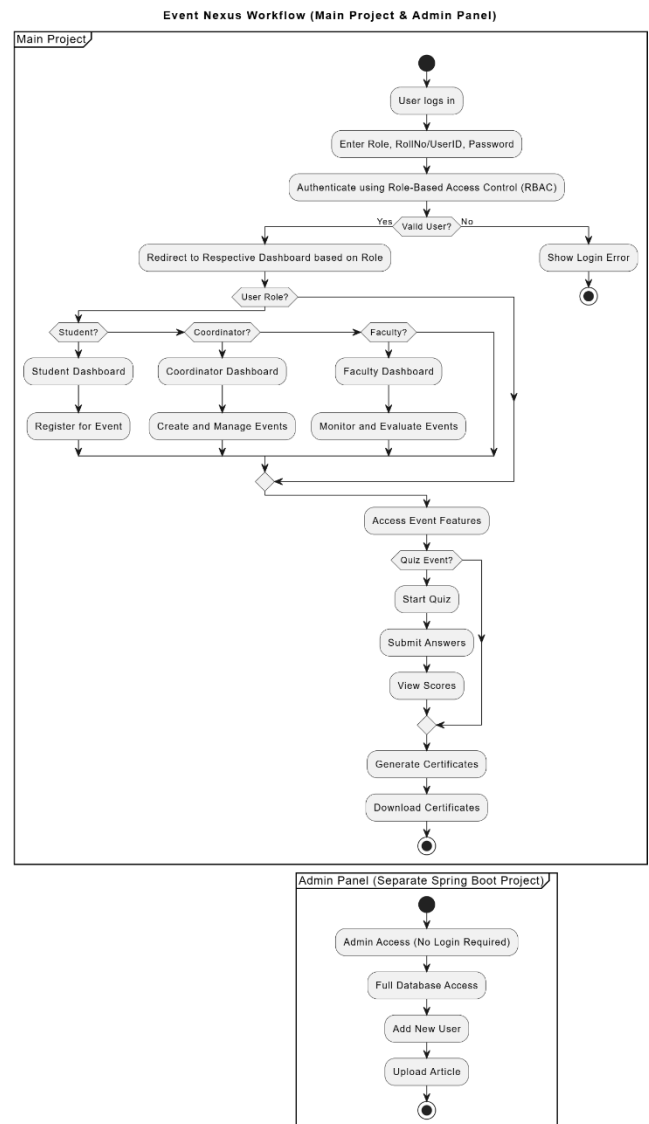 Event Nexus Workflow (Main Project & Admin Panel)
Main Project
User logs in
Enter Role, RollNo/UserID, Password
Authenticate using Role-Based Access Control (RBAC)
Yes
Valid User?
No
Redirect to Respective Dashboard based on Role
Show Login Error
User Role?
Student?
Coordinator?
Faculty?
Student Dashboard
Coordinator Dashboard
Faculty Dashboard
Register for Event
Create and Manage Events
Monitor and Evaluate Events
Access Event Features
Quiz Event?
Start Quiz
Submit Answers
View Scores
Generate Certificates
Download Certificates
Admin Panel (Separate Spring Boot Project)
Admin Access (No Login Required)
Full Database Access
Add New User
Upload Article